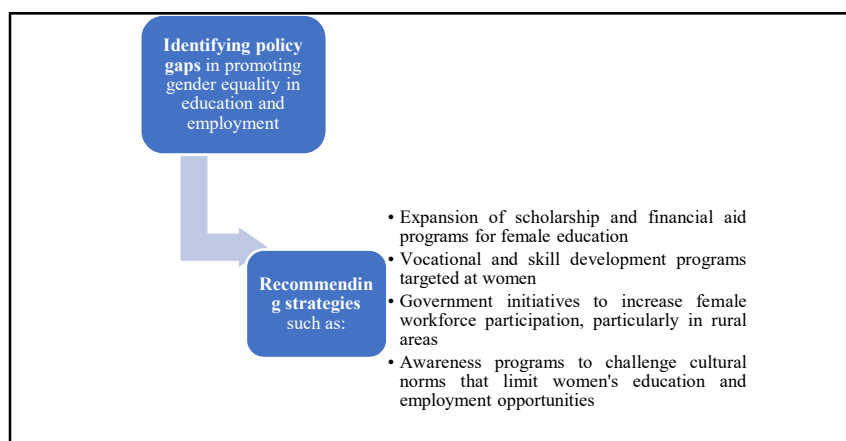 Identifying policy
gaps in promoting
gender equality in
education and
employment
Recommendin
g strategies
such as:
• Expansion of scholarship and financial aid
programs for female education
• Vocational and skill development programs
targeted at women
• Government initiatives to increase female
workforce participation, particularly in rural
areas
• Awareness programs to challenge cultural
norms that limit women's education and
employment opportunities